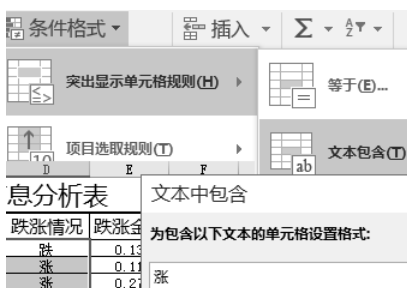 条件格式 插入 Σ A Z
突出显示单元格规则(H) 等于(E)...
项目选取规则(T) 文本包含(T)
D E F
息分析表 文本中包含
跌涨情况 跌涨金 为包含以下文本的单元格设置格式:
跌 0.13
涨 0.11 涨
涨 0.27